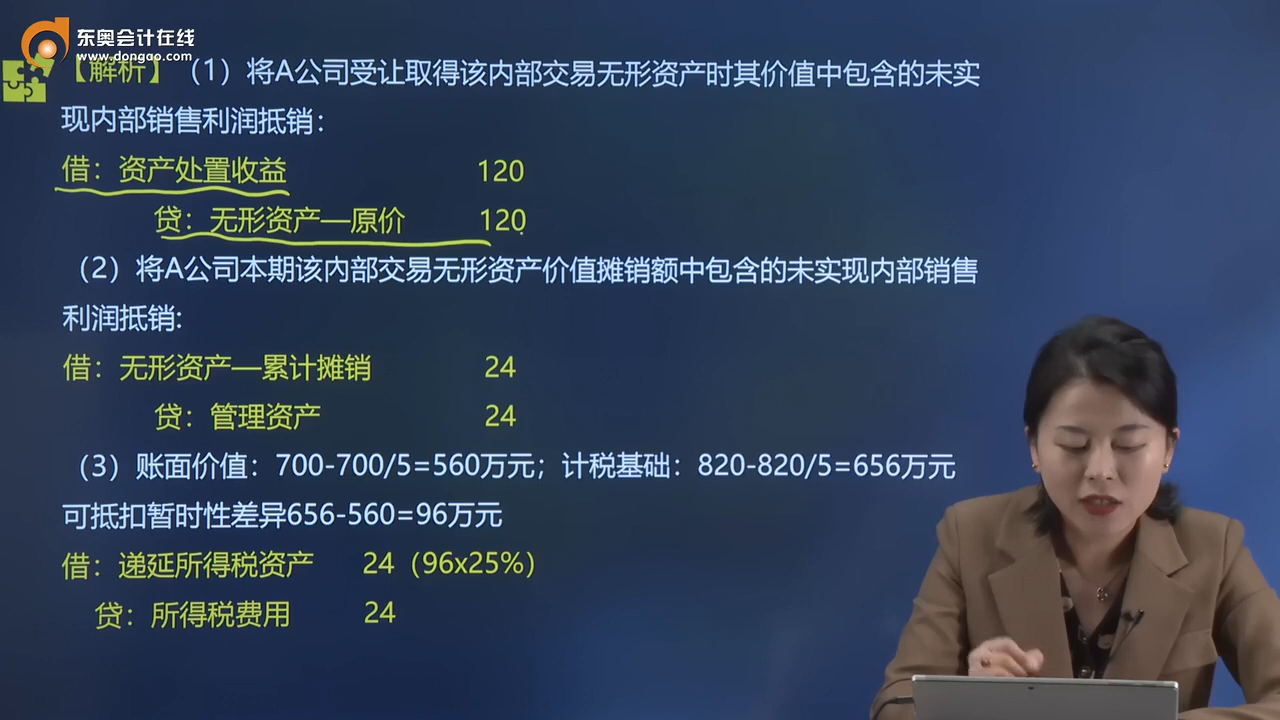 东奥会计在线
www.dongao.com
【解析】（1）将A公司受让取得该内部交易无形资产时其价值中包含的未实
现内部销售利润抵销：
借：资产处置收益 120
贷：无形资产—原价 120
（2）将A公司本期该内部交易无形资产价值摊销额中包含的未实现内部销售
利润抵销:
借：无形资产—累计摊销 24
贷：管理资产 24
（3）账面价值：700-700/5=560万元；计税基础：820-820/5=656万元
可抵扣暂时性差异656-560=96万元
借：递延所得税资产 24（96x25%）
贷：所得税费用 24